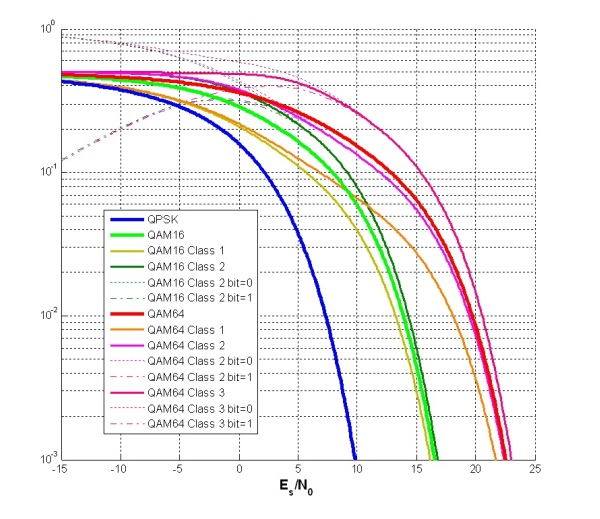 10^0
10^-1
10^-2
10^-3
QPSK
QAM16
QAM16 Class 1
QAM16 Class 2
QAM16 Class 2 bit=0
QAM16 Class 2 bit=1
QAM64
QAM64 Class 1
QAM64 Class 2
QAM64 Class 2 bit=0
QAM64 Class 2 bit=1
QAM64 Class 3
QAM64 Class 3 bit=0
QAM64 Class 3 bit=1
-15 -10 -5 0 5 10 15 20 25
E_s/N_0